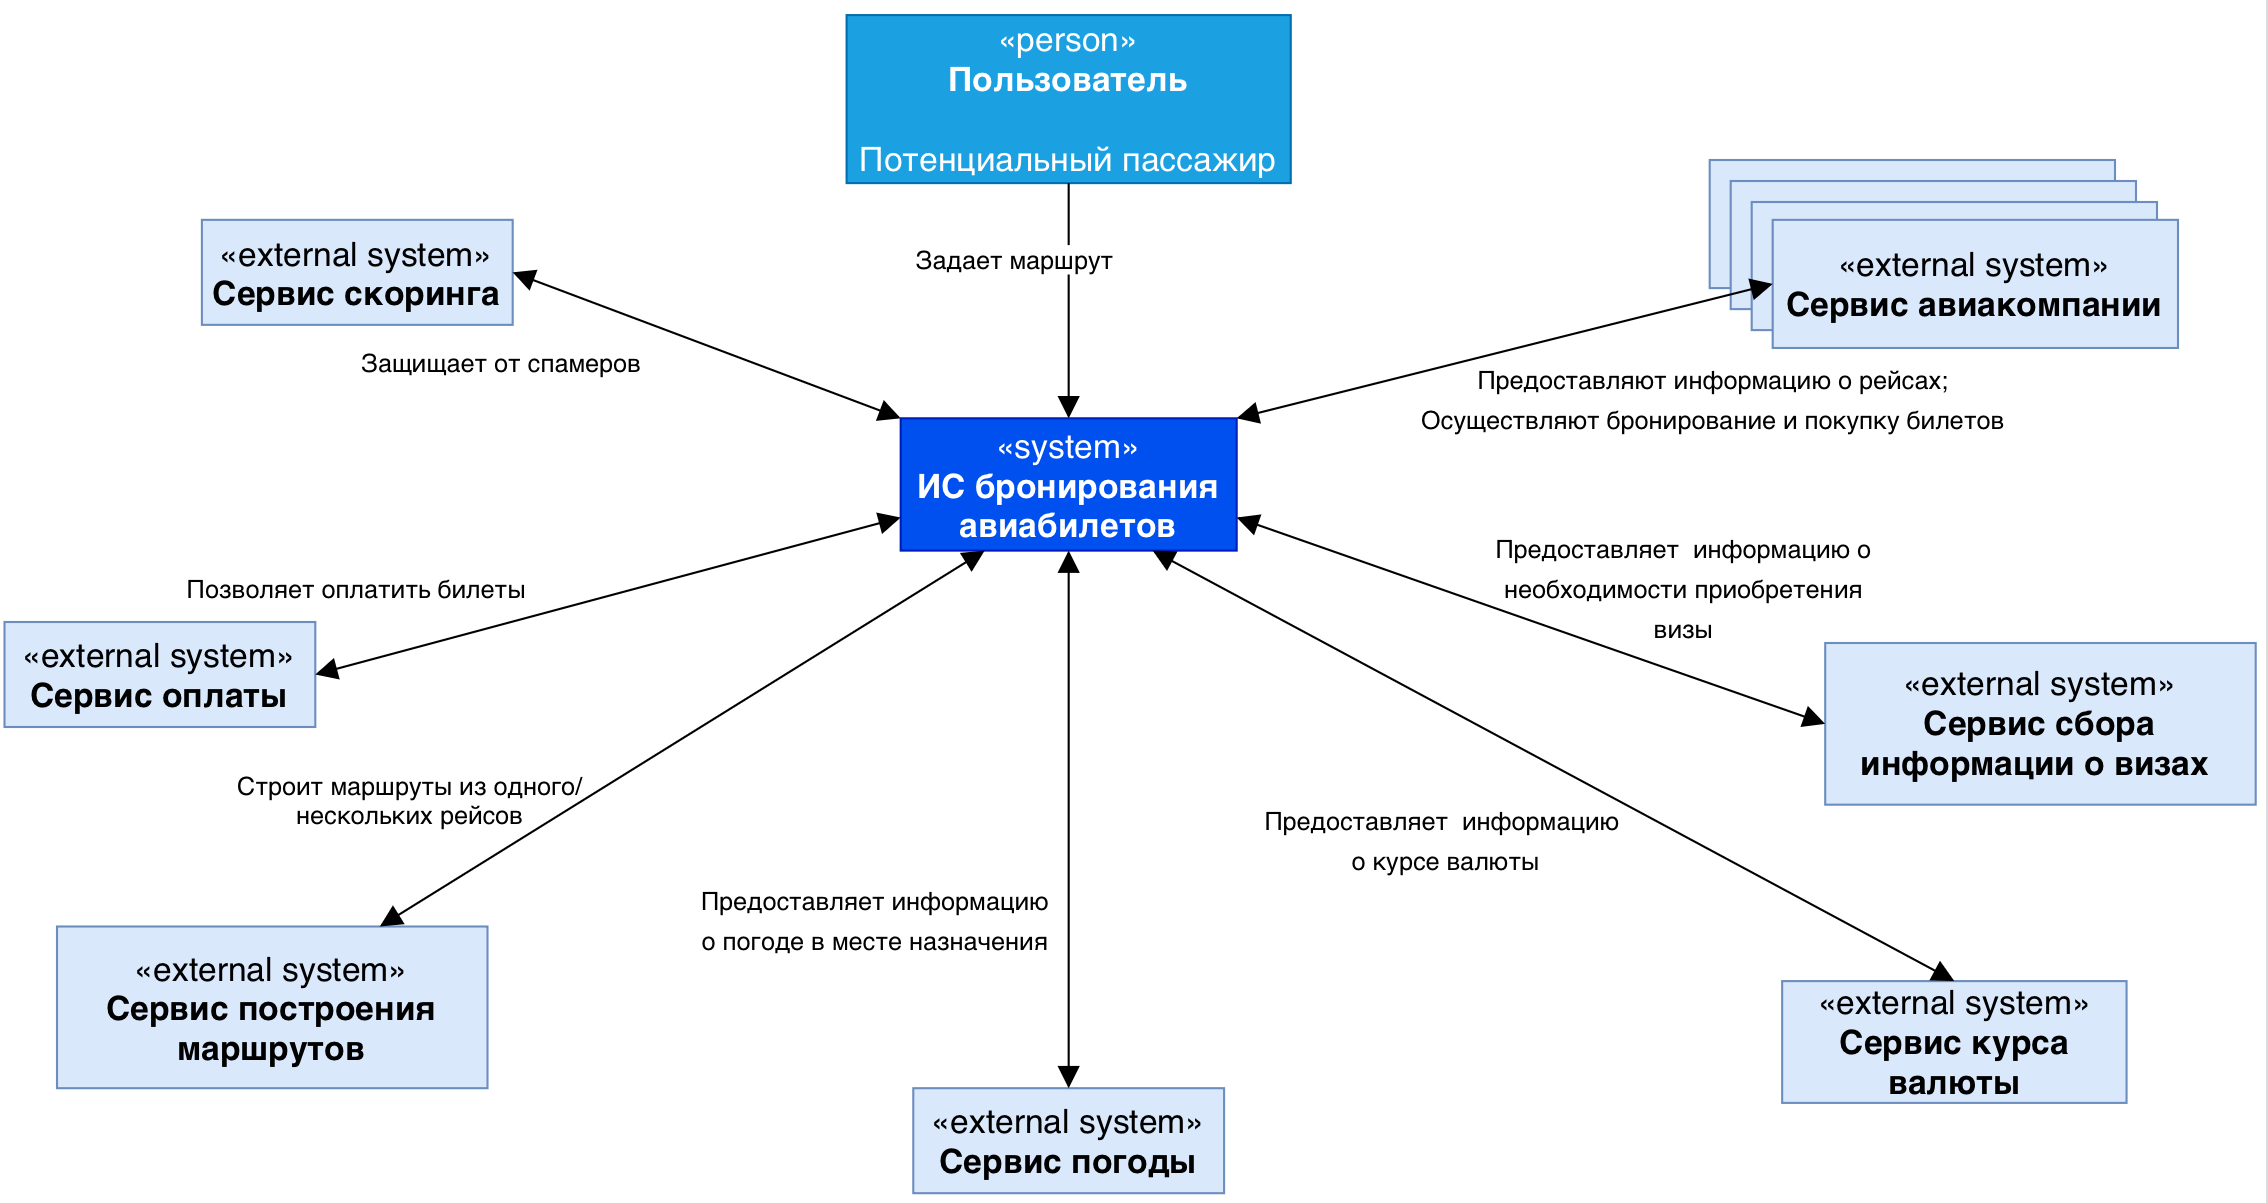 «person»
Пользователь
Потенциальный пассажир
«external system»
Сервис скоринга
Задает маршрут
«external system»
Сервис авиакомпании
Защищает от спамеров
Предоставляют информацию о рейсах;
Осуществляют бронирование и покупку билетов
«system»
ИС бронирования
авиабилетов
Позволяет оплатить билеты
Предоставляет информацию о
необходимости приобретения
визы
«external system»
Сервис оплаты
«external system»
Сервис сбора
информации о визах
Строит маршруты из одного/
нескольких рейсов
Предоставляет информацию
о курсе валюты
Предоставляет информацию
о погоде в месте назначения
«external system»
Сервис построения
маршрутов
«external system»
Сервис курса
валюты
«external system»
Сервис погоды